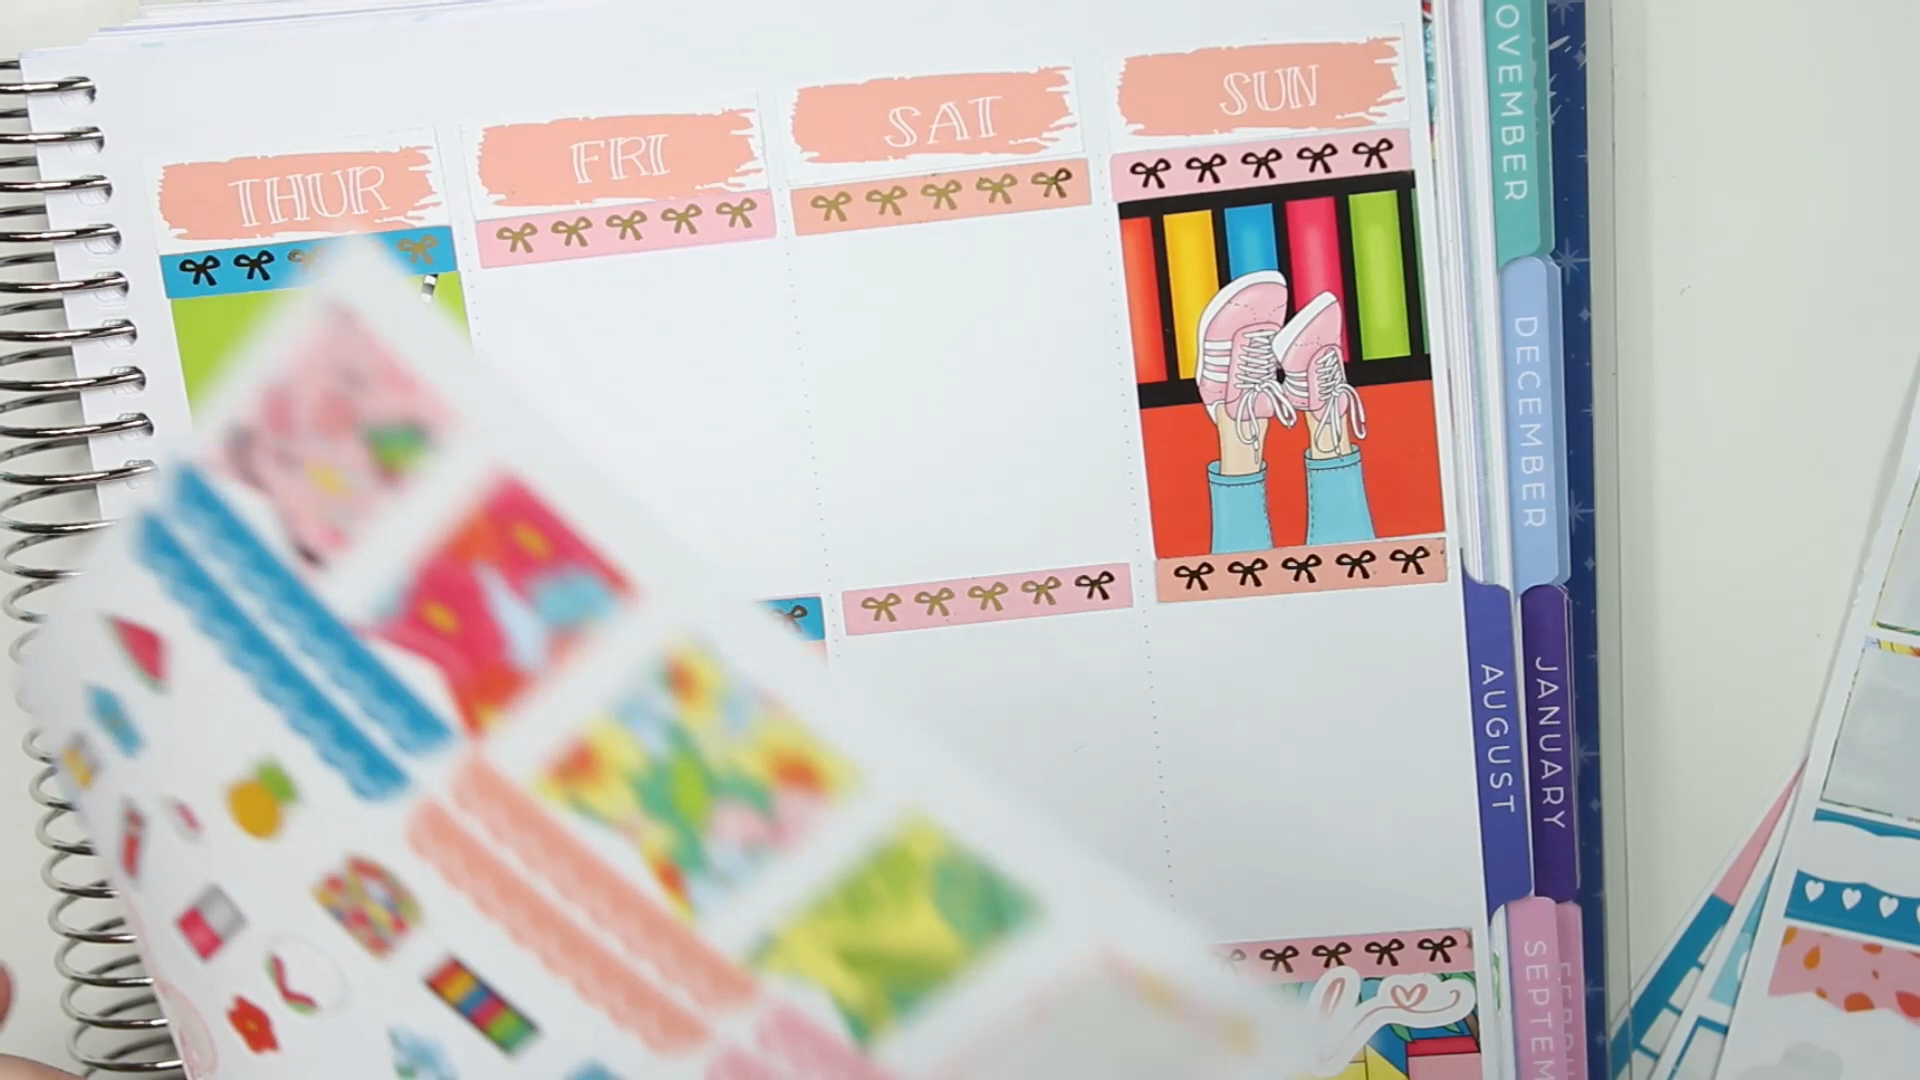 THUR
FRI
SAT
SUN
OVEMBER
DECEMBER
AUGUST
JANUARY
SEPTEM